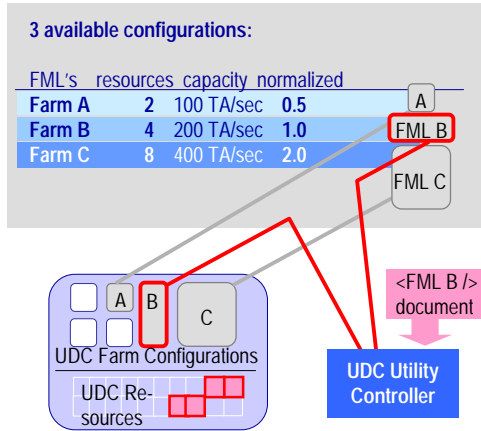 3 available configurations:
FML's resources capacity normalized
Farm A 2 100 TA/sec 0.5
Farm B 4 200 TA/sec 1.0
Farm C 8 400 TA/sec 2.0
A
FML B
FML C
A B
C
UDC Farm Configurations
UDC Re-
sources
<FML B />
document
UDC Utility
Controller